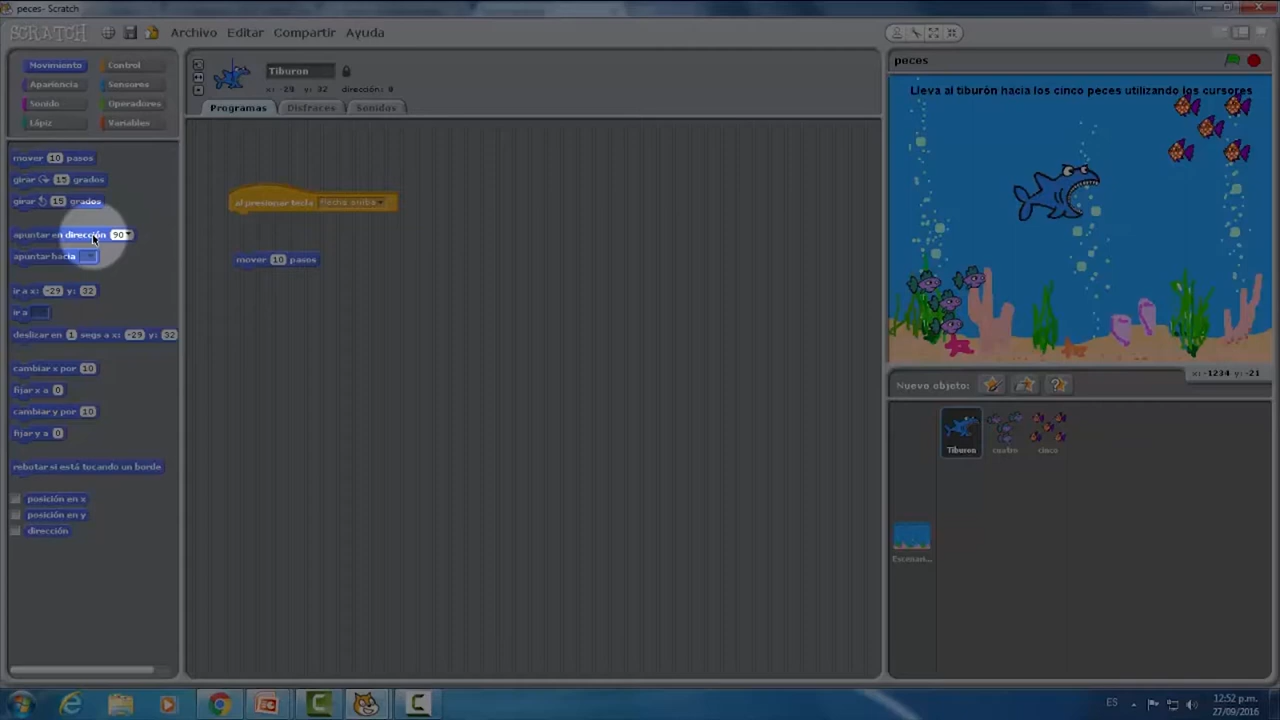 peces- Scratch
SCRATCH
Archivo Editar Compartir Ayuda
Movimiento Control
Apariencia Sensores
Sonido Operadores
Lápiz Variables
Tiburon
x: -28 y: 32 dirección: 0
Programas Disfraces Sonidos
mover 10 pasos
girar 15 grados
girar 15 grados
apuntar en dirección 90
apuntar hacia
ir a x: -29 y: 32
ir a
deslizar en 1 segs a x: -29 y: 32
cambiar x por 10
fijar x a 0
cambiar y por 10
fijar y a 0
rebotar si está tocando un borde
posición en x
posición en y
dirección
al presionar tecla flecha arriba
mover 10 pasos
peces
Lleva al tiburón hacia los cinco peces utilizando los cursores
x: -1234 y: -21
Nuevo objeto:
Tiburon cuatro cinco
Escenari...
ES
12:52 p.m.
27/09/2016